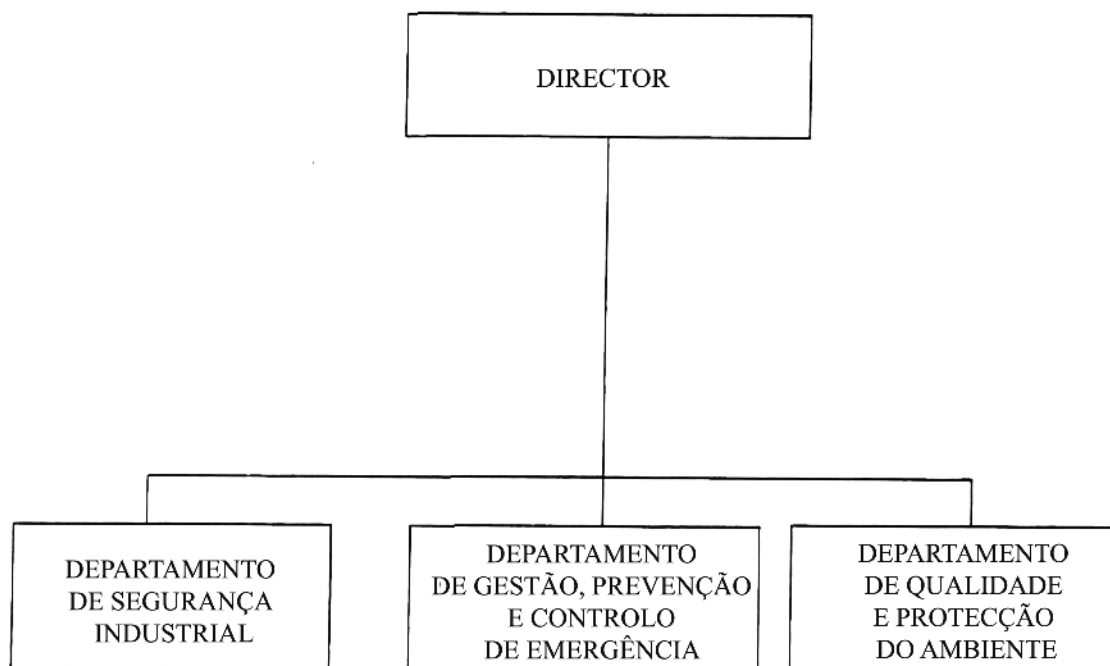 DIRECTOR
DEPARTAMENTO
DE SEGURANÇA
INDUSTRIAL
DEPARTAMENTO
DE GESTÃO, PREVENÇÃO
E CONTROLO
DE EMERGÊNCIA
DEPARTAMENTO
DE QUALIDADE
E PROTECÇÃO
DO AMBIENTE